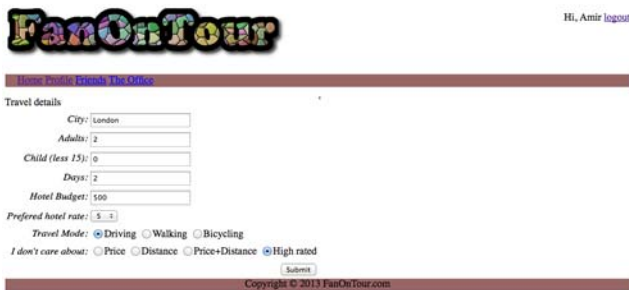 FanOnTour
Hi, Amir logout
Home Profile Friends The Office
Travel details
City: London
Adults: 2
Child (less 15): 0
Days: 2
Hotel Budget: 500
Prefered hotel rate: 5
Travel Mode: Driving Walking Bicycling
I don't care about: Price Distance Price+Distance High rated
Submit
Copyright © 2013 FanOnTour.com